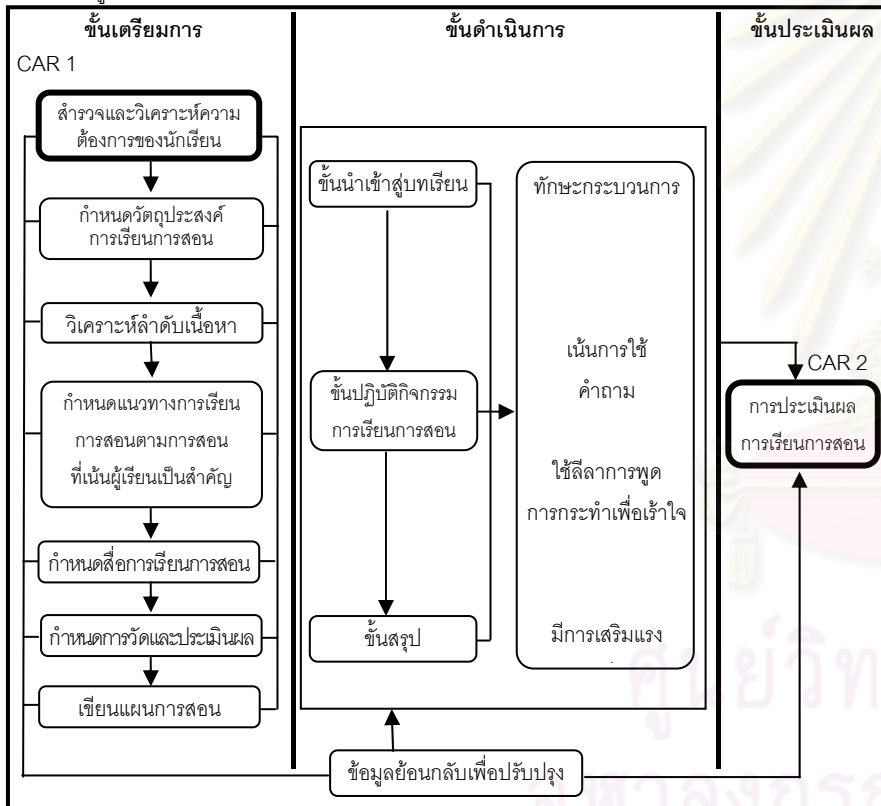 ขั้นเตรียมการ
CAR 1
สำรวจและวิเคราะห์ความ
ต้องการของนักเรียน
กำหนดวัตถุประสงค์
การเรียนการสอน
วิเคราะห์ลำดับเนื้อหา
กำหนดแนวทางการเรียน
การสอนตามการสอน
ที่เน้นผู้เรียนเป็นสำคัญ
กำหนดสื่อการเรียนการสอน
กำหนดการวัดและประเมินผล
เขียนแผนการสอน
ขั้นดำเนินการ
ขั้นนำเข้าสู่บทเรียน
ขั้นปฏิบัติกิจกรรม
การเรียนการสอน
ขั้นสรุป
ทักษะกระบวนการ
เน้นการใช้
คำถาม
ใช้ลีลาการพูด
การกระทำเพื่อเร้าใจ
มีการเสริมแรง
ขั้นประเมินผล
CAR 2
การประเมินผล
การเรียนการสอน
ข้อมูลย้อนกลับเพื่อปรับปรุง
ศูนย์วิท